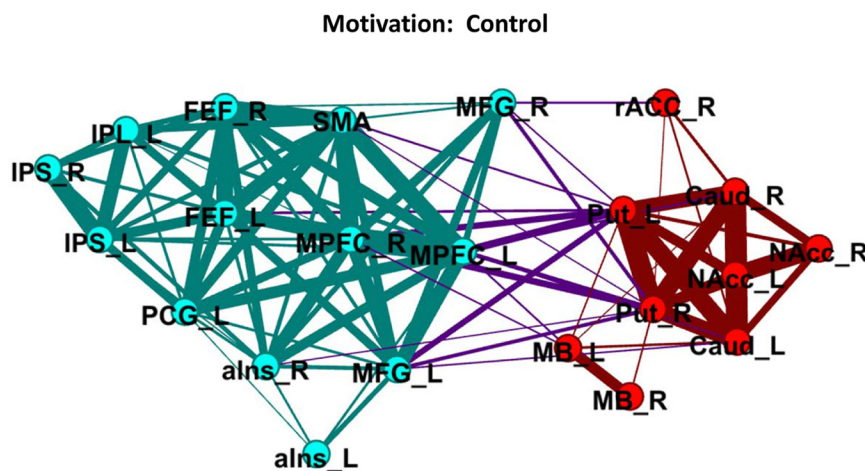 Motivation: Control
FEF_R
SMA
MFG_R
rACC_R
IPL_L
IPS_R
Caud_R
FEF_L
Put_L
IPS_L
MPFC_R
MPFC_L
NAcc_R
NAcc_L
PCG_L
Put_R
aIns_R
MFG_L
MB_L
Caud_L
MB_R
aIns_L